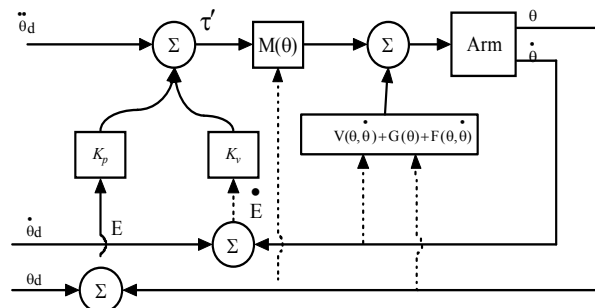 θ̈d
Σ
τ′
M(θ)
Σ
Arm
θ
θ̇
Kp
Kv
V(θ,θ̇)+G(θ)+F(θ,θ̇)
E
Ė
θ̇d
Σ
θd
Σ